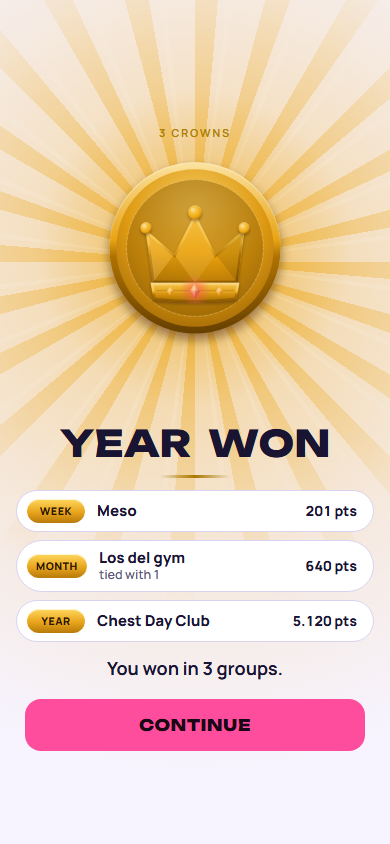 3 CROWNS
YEAR WON
WEEK Meso 201 pts
MONTH Los del gym 640 pts
tied with 1
YEAR Chest Day Club 5.120 pts
You won in 3 groups.
CONTINUE